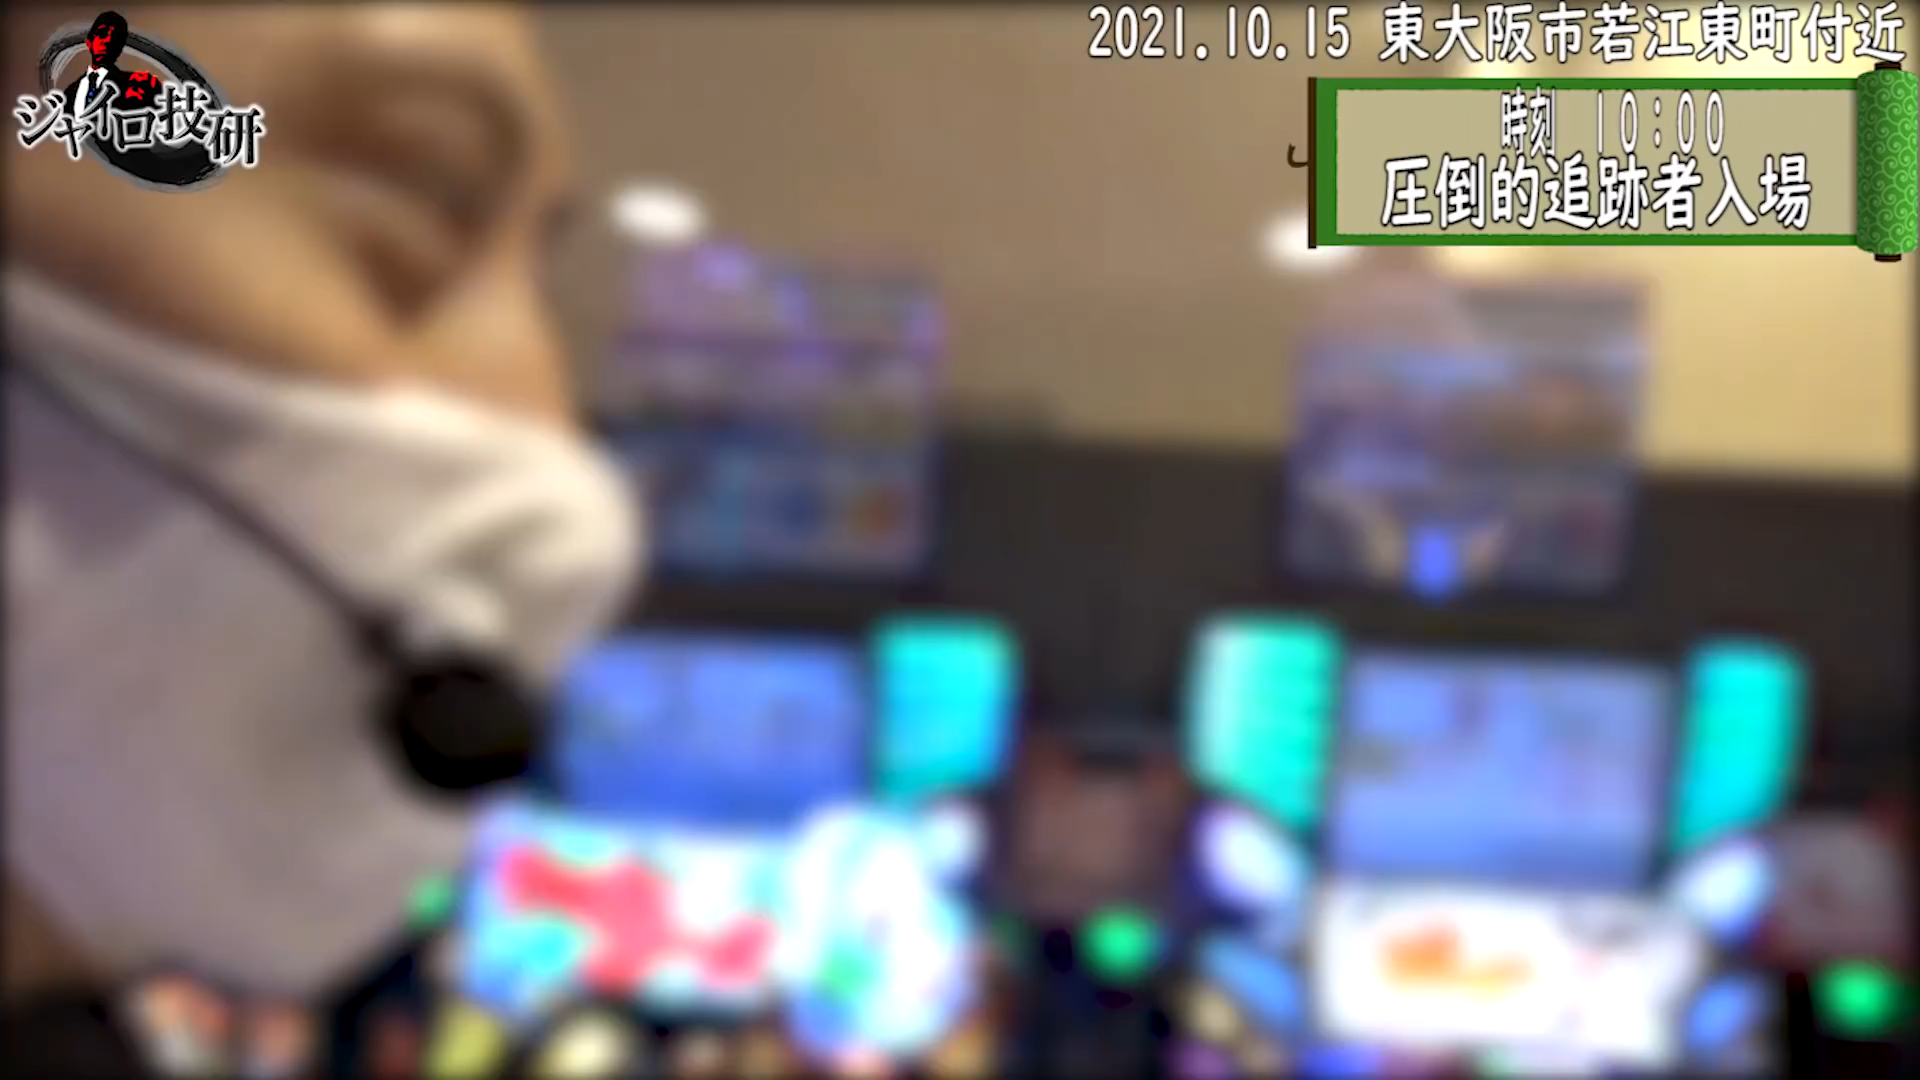 2021.10.15 東大阪市若江東町付近
ジャイロ技研
時刻 10:00
圧倒的追跡者入場